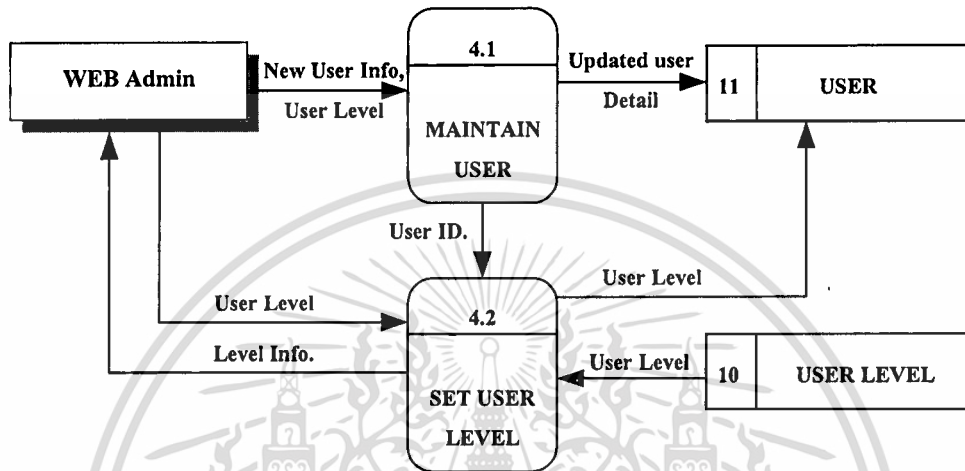 WEB Admin
New User Info,
User Level
4.1
MAINTAIN
USER
Updated user
Detail
11
USER
User ID.
User Level
Level Info.
4.2
SET USER
LEVEL
User Level
User Level
10
USER LEVEL